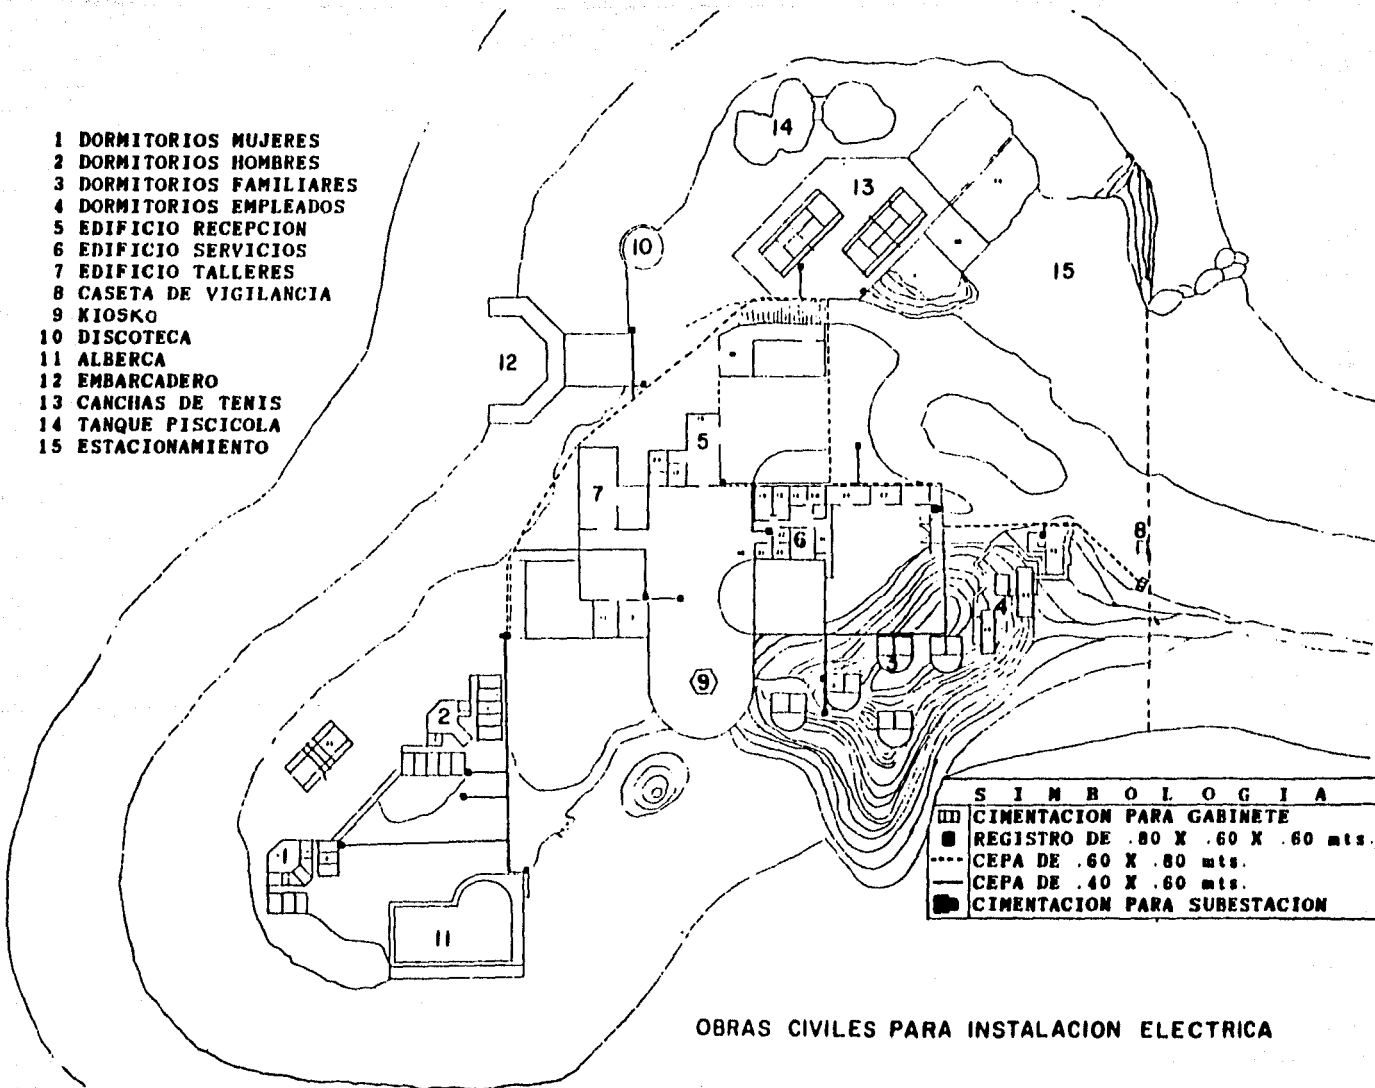 1 DORMITORIOS MUJERES
2 DORMITORIOS HOMBRES
3 DORMITORIOS FAMILIARES
4 DORMITORIOS EMPLEADOS
5 EDIFICIO RECEPCION
6 EDIFICIO SERVICIOS
7 EDIFICIO TALLERES
8 CASETA DE VIGILANCIA
9 KIOSKO
10 DISCOTECA
11 ALBERCA
12 EMBARCADERO
13 CANCHAS DE TENIS
14 TANQUE PISCICOLA
15 ESTACIONAMIENTO
14
13
10
15
12
5
7
6
8
4
3
9
2
1
11
SIMBOLOGIA
CIMENTACION PARA GABINETE
REGISTRO DE .80 X .60 X .60 mts.
CEPA DE .60 X .80 mts.
CEPA DE .40 X .60 mts.
CIMENTACION PARA SUBESTACION
OBRAS CIVILES PARA INSTALACION ELECTRICA